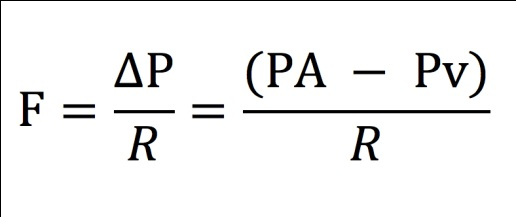 F = ΔP/R = (PA − Pv)/R